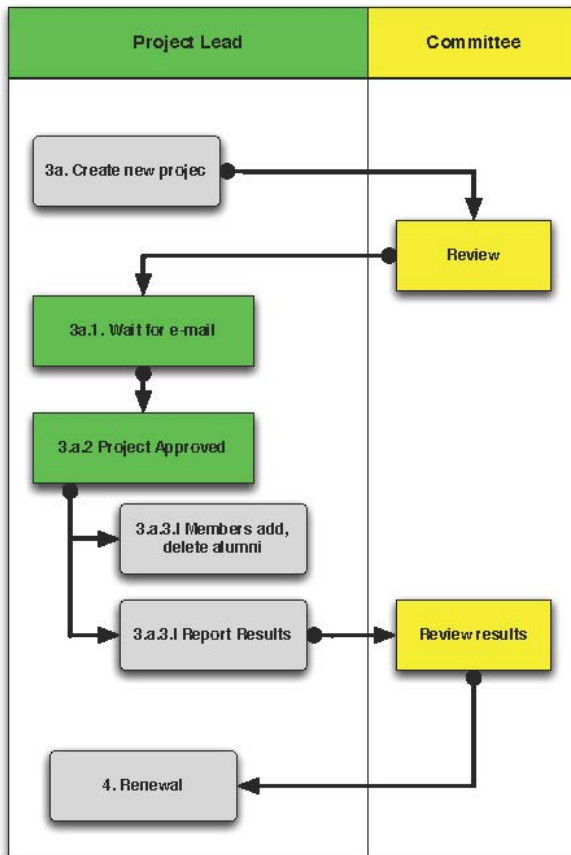 Project Lead
Committee
3a. Create new projec
Review
3a.1. Wait for e-mail
3.a.2 Project Approved
3.a.3.I Members add,
delete alumni
3.a.3.I Report Results
Review results
4. Renewal